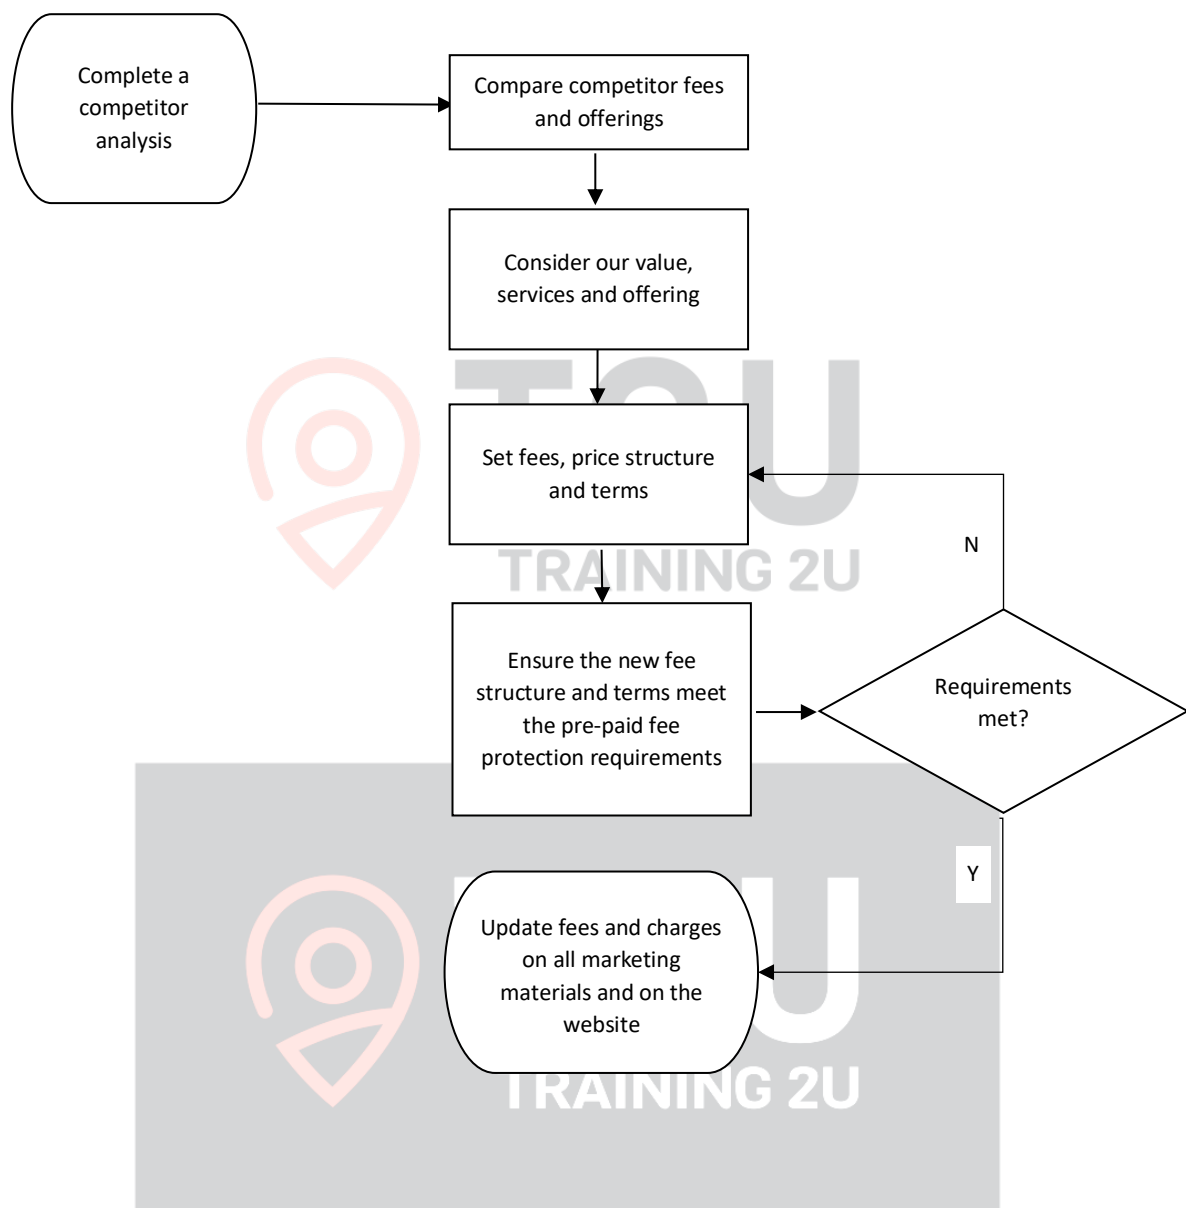 Complete a
competitor
analysis
Compare competitor fees
and offerings
Consider our value,
services and offering
Set fees, price structure
and terms
N
TRAINING 2U
Ensure the new fee
structure and terms meet
the pre-paid fee
protection requirements
Requirements
met?
Y
Update fees and charges
on all marketing
materials and on the
website
TRAINING 2U